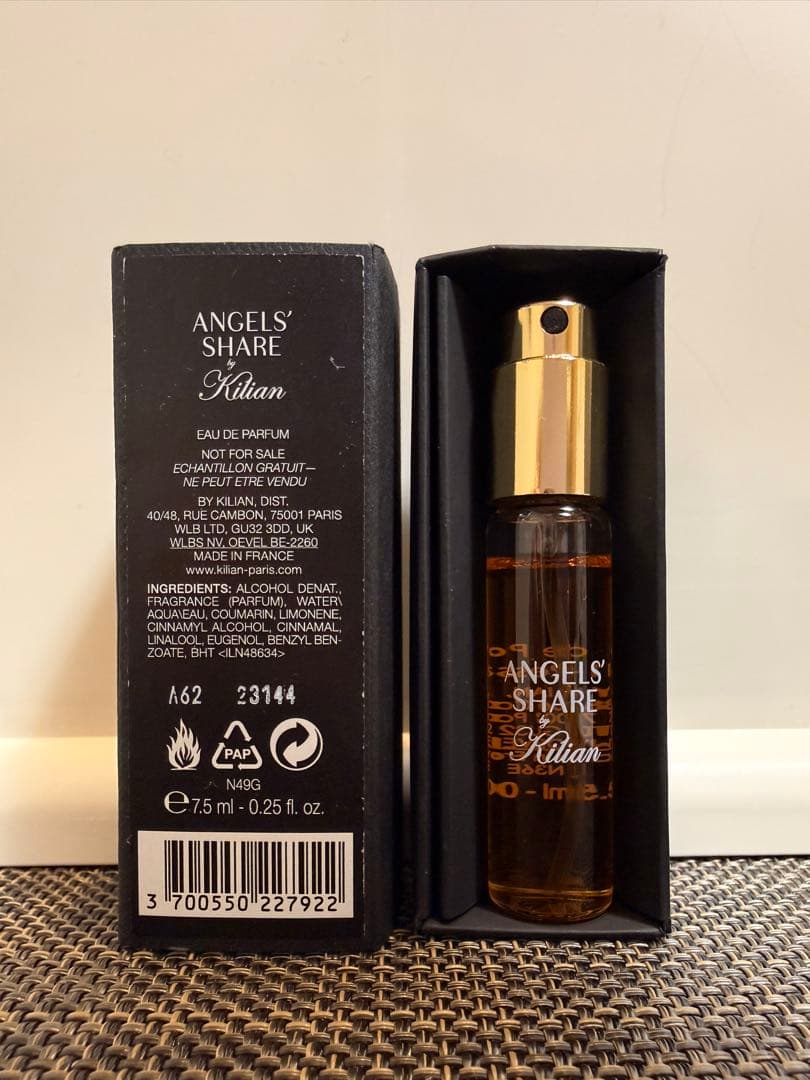 ANGELS'
SHARE
by
Kilian
EAU DE PARFUM
NOT FOR SALE
ECHANTILLON GRATUIT—
NE PEUT ETRE VENDU
BY KILIAN, DIST.
40/48, RUE CAMBON, 75001 PARIS
WLB LTD, GU32 3DD, UK
WLBS NV, OEVEL BE-2260
MADE IN FRANCE
www.kilian-paris.com
INGREDIENTS: ALCOHOL DENAT.,
FRAGRANCE (PARFUM), WATER\
AQUA\EAU, COUMARIN, LIMONENE,
CINNAMYL ALCOHOL, CINNAMAL,
LINALOOL, EUGENOL, BENZYL BEN-
ZOATE, BHT <ILN48634>
A62 23144
PAP
N49G
℮7.5 ml - 0.25 fl. oz.
3 700550 227922
ANGELS'
SHARE
by
Kilian
N36E